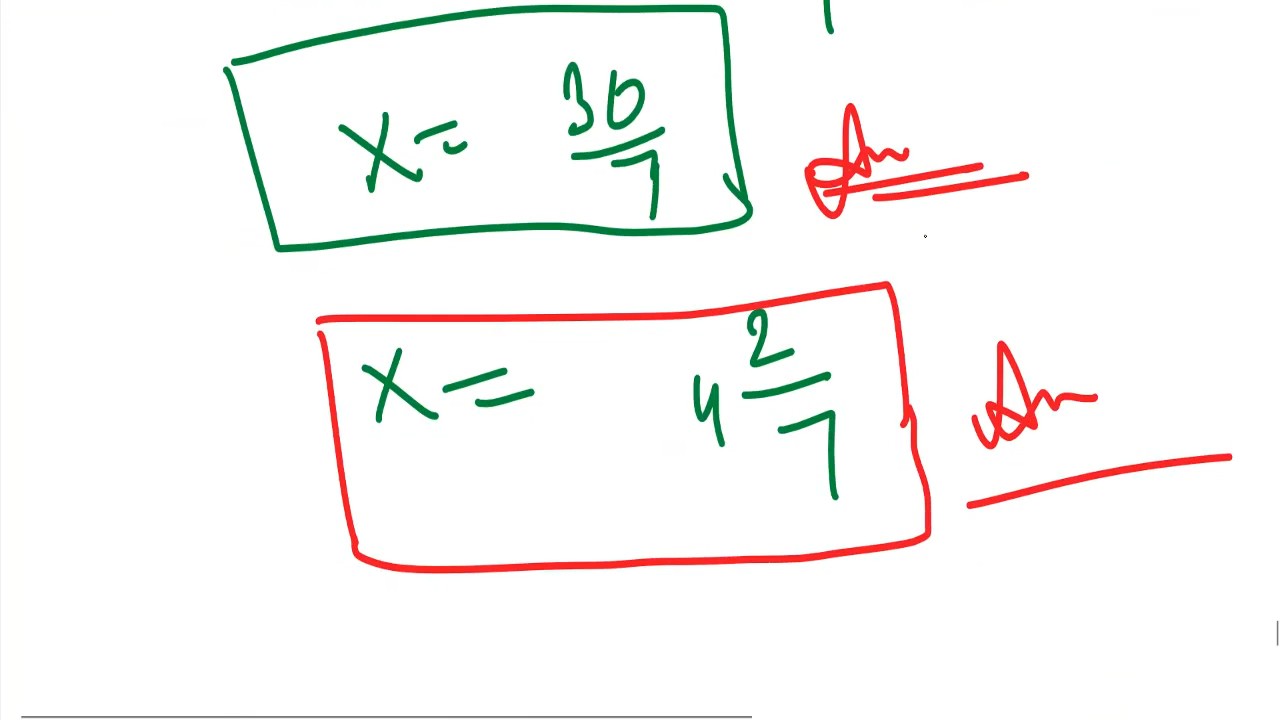 x = 30/7 Ans
x = 4 2/7 Ans